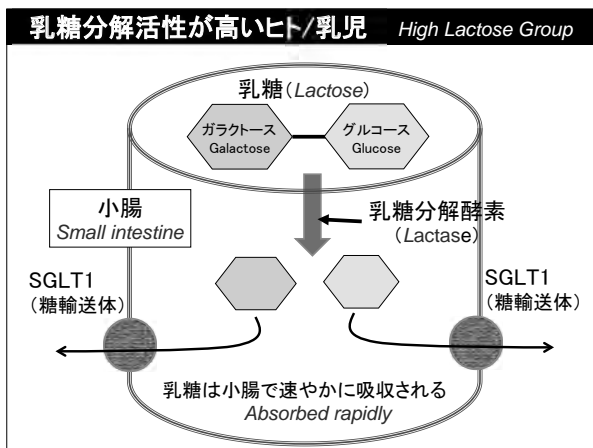 乳糖分解活性が高いヒト/乳児 High Lactose Group
乳糖(Lactose)
ガラクトース
Galactose
グルコース
Glucose
小腸
Small intestine
乳糖分解酵素
(Lactase)
SGLT1
(糖輸送体)
SGLT1
(糖輸送体)
乳糖は小腸で速やかに吸収される
Absorbed rapidly